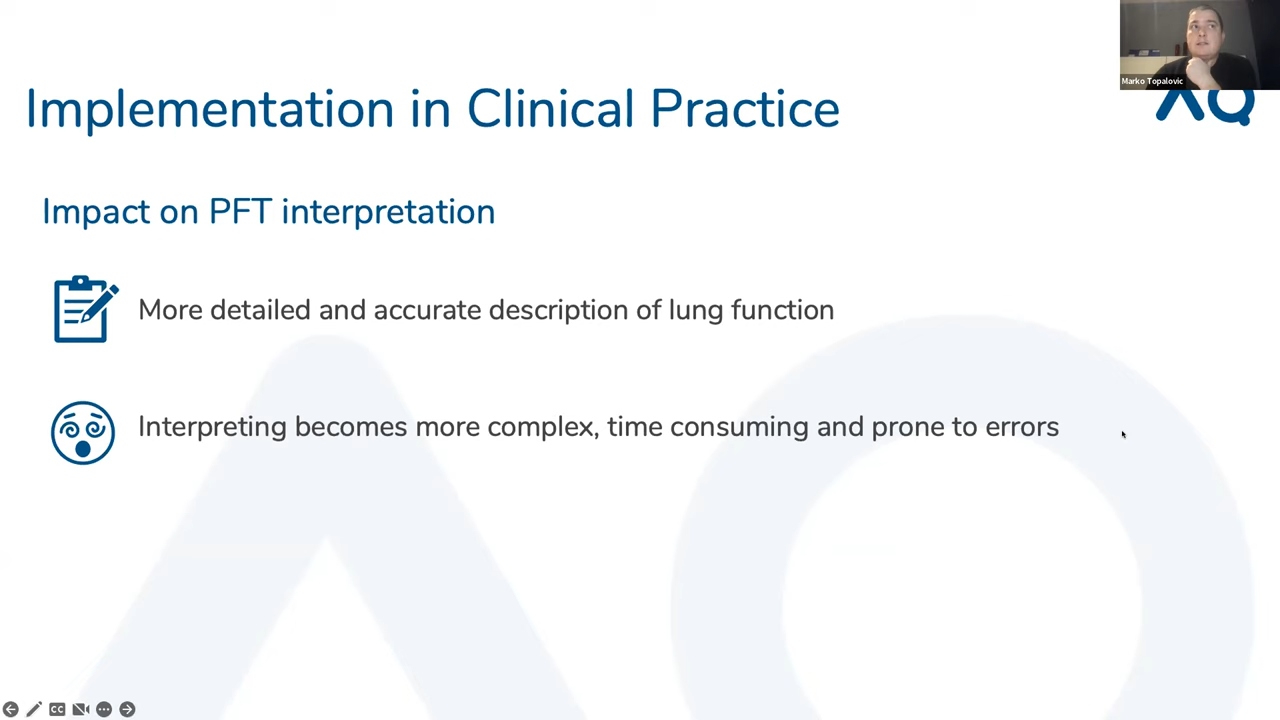 Marko Topalovic
Implementation in Clinical Practice
Impact on PFT interpretation
More detailed and accurate description of lung function
Interpreting becomes more complex, time consuming and prone to errors
CC